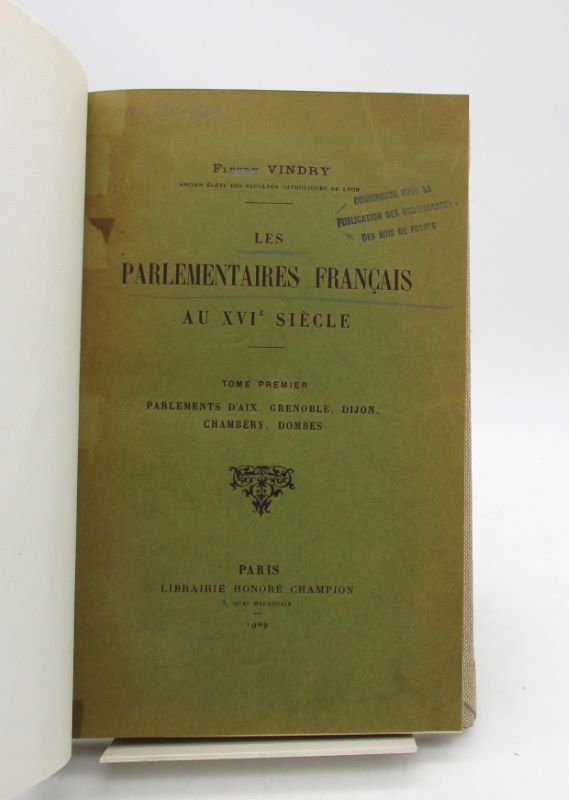 Fleury VINDRY
ANCIEN ÉLÈVE DES FACULTÉS CATHOLIQUES DE LYON
COMMISSION POUR LA
PUBLICATION DES ORDONNANCES
DES ROIS DE FRANCE
LES
PARLEMENTAIRES FRANÇAIS
AU XVIE SIÈCLE
TOME PREMIER
PARLEMENTS D'AIX, GRENOBLE, DIJON,
CHAMBÉRY, DOMBES
PARIS
LIBRAIRIE HONORÉ CHAMPION
5, QUAI MALAQUAIS
1909